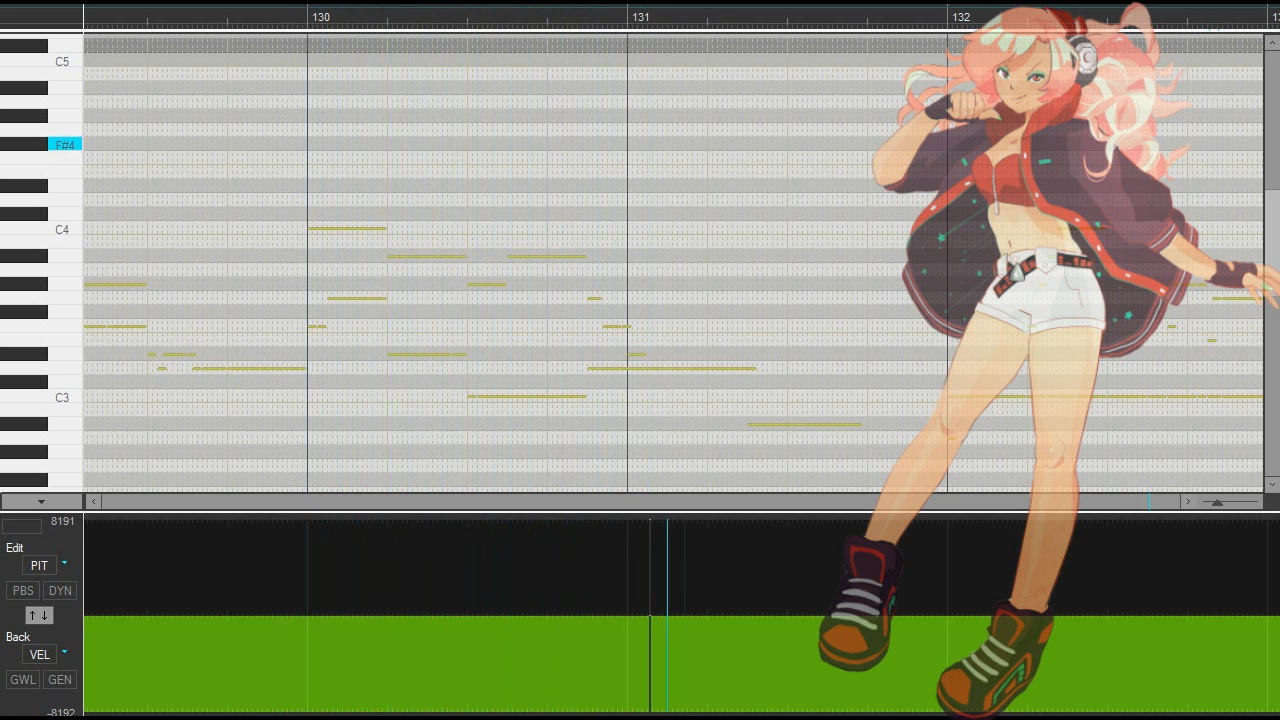 130
131
132
C5
F#4
C4
C3
8191
Edit
PIT
PBS DYN
↑ ↓
Back
VEL
GWL GEN
-8192